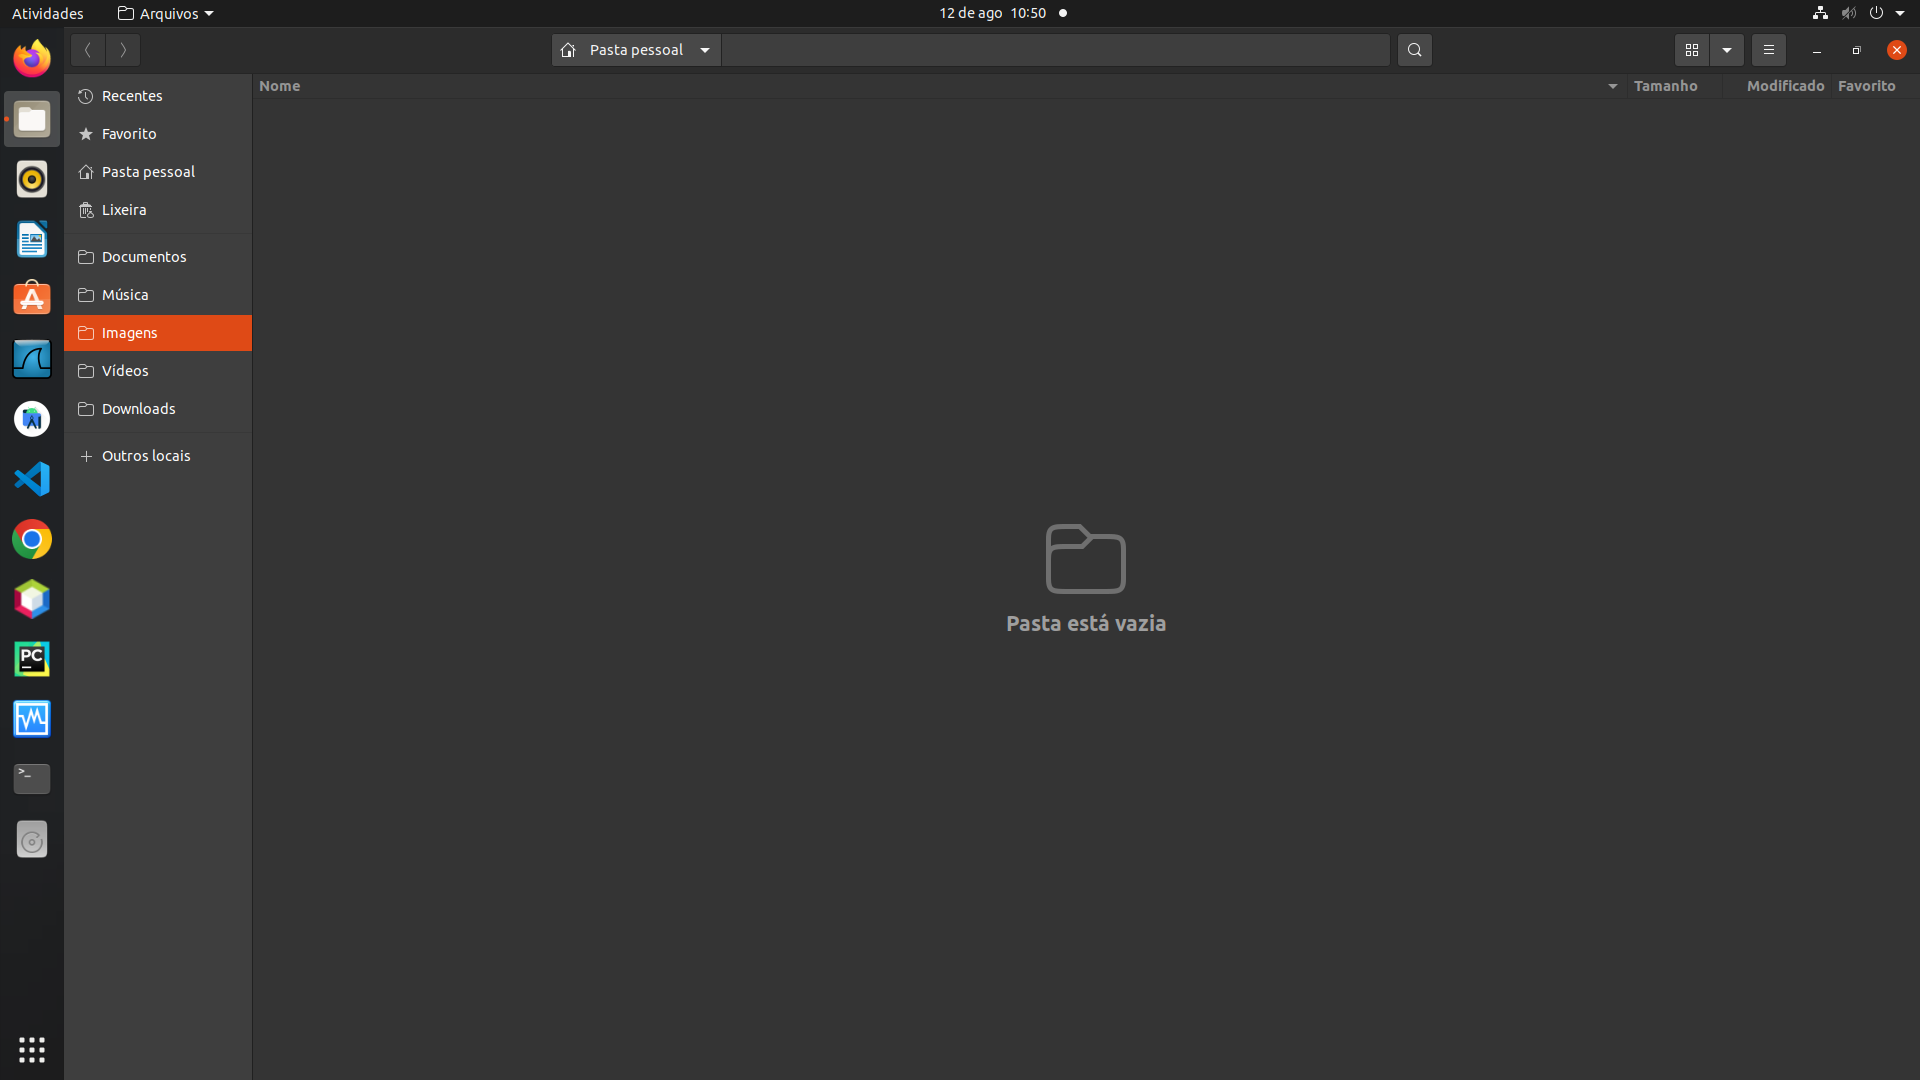 Atividades
Arquivos
12 de ago 10:50
Pasta pessoal
Recentes
Favorito
Pasta pessoal
Lixeira
Documentos
Música
Imagens
Vídeos
Downloads
Outros locais
Nome
Tamanho
Modificado
Favorito
Pasta está vazia
PC
>_